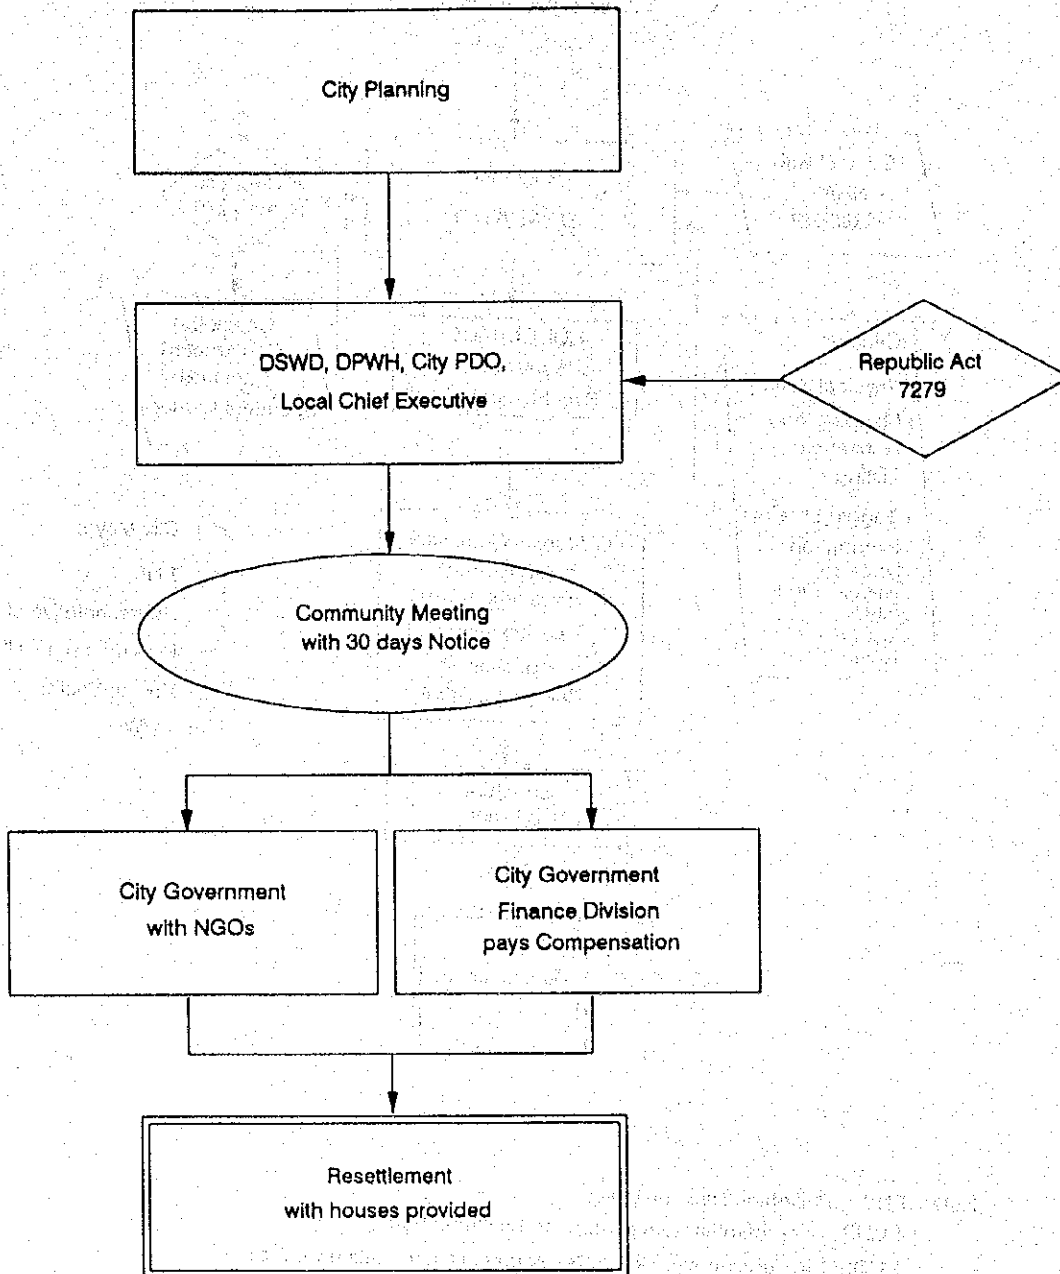 City Planning
DSWD, DPWH, City PDO,
Local Chief Executive
Republic Act
7279
Community Meeting
with 30 days Notice
City Government
with NGOs
City Government
Finance Division
pays Compensation
Resettlement
with houses provided